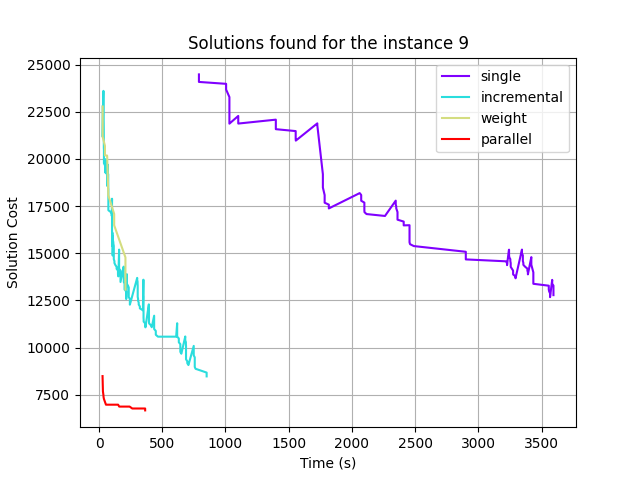 Solutions found for the instance 9
Solution Cost
25000
22500
20000
17500
15000
12500
10000
7500
single
incremental
weight
parallel
0 500 1000 1500 2000 2500 3000 3500
Time (s)